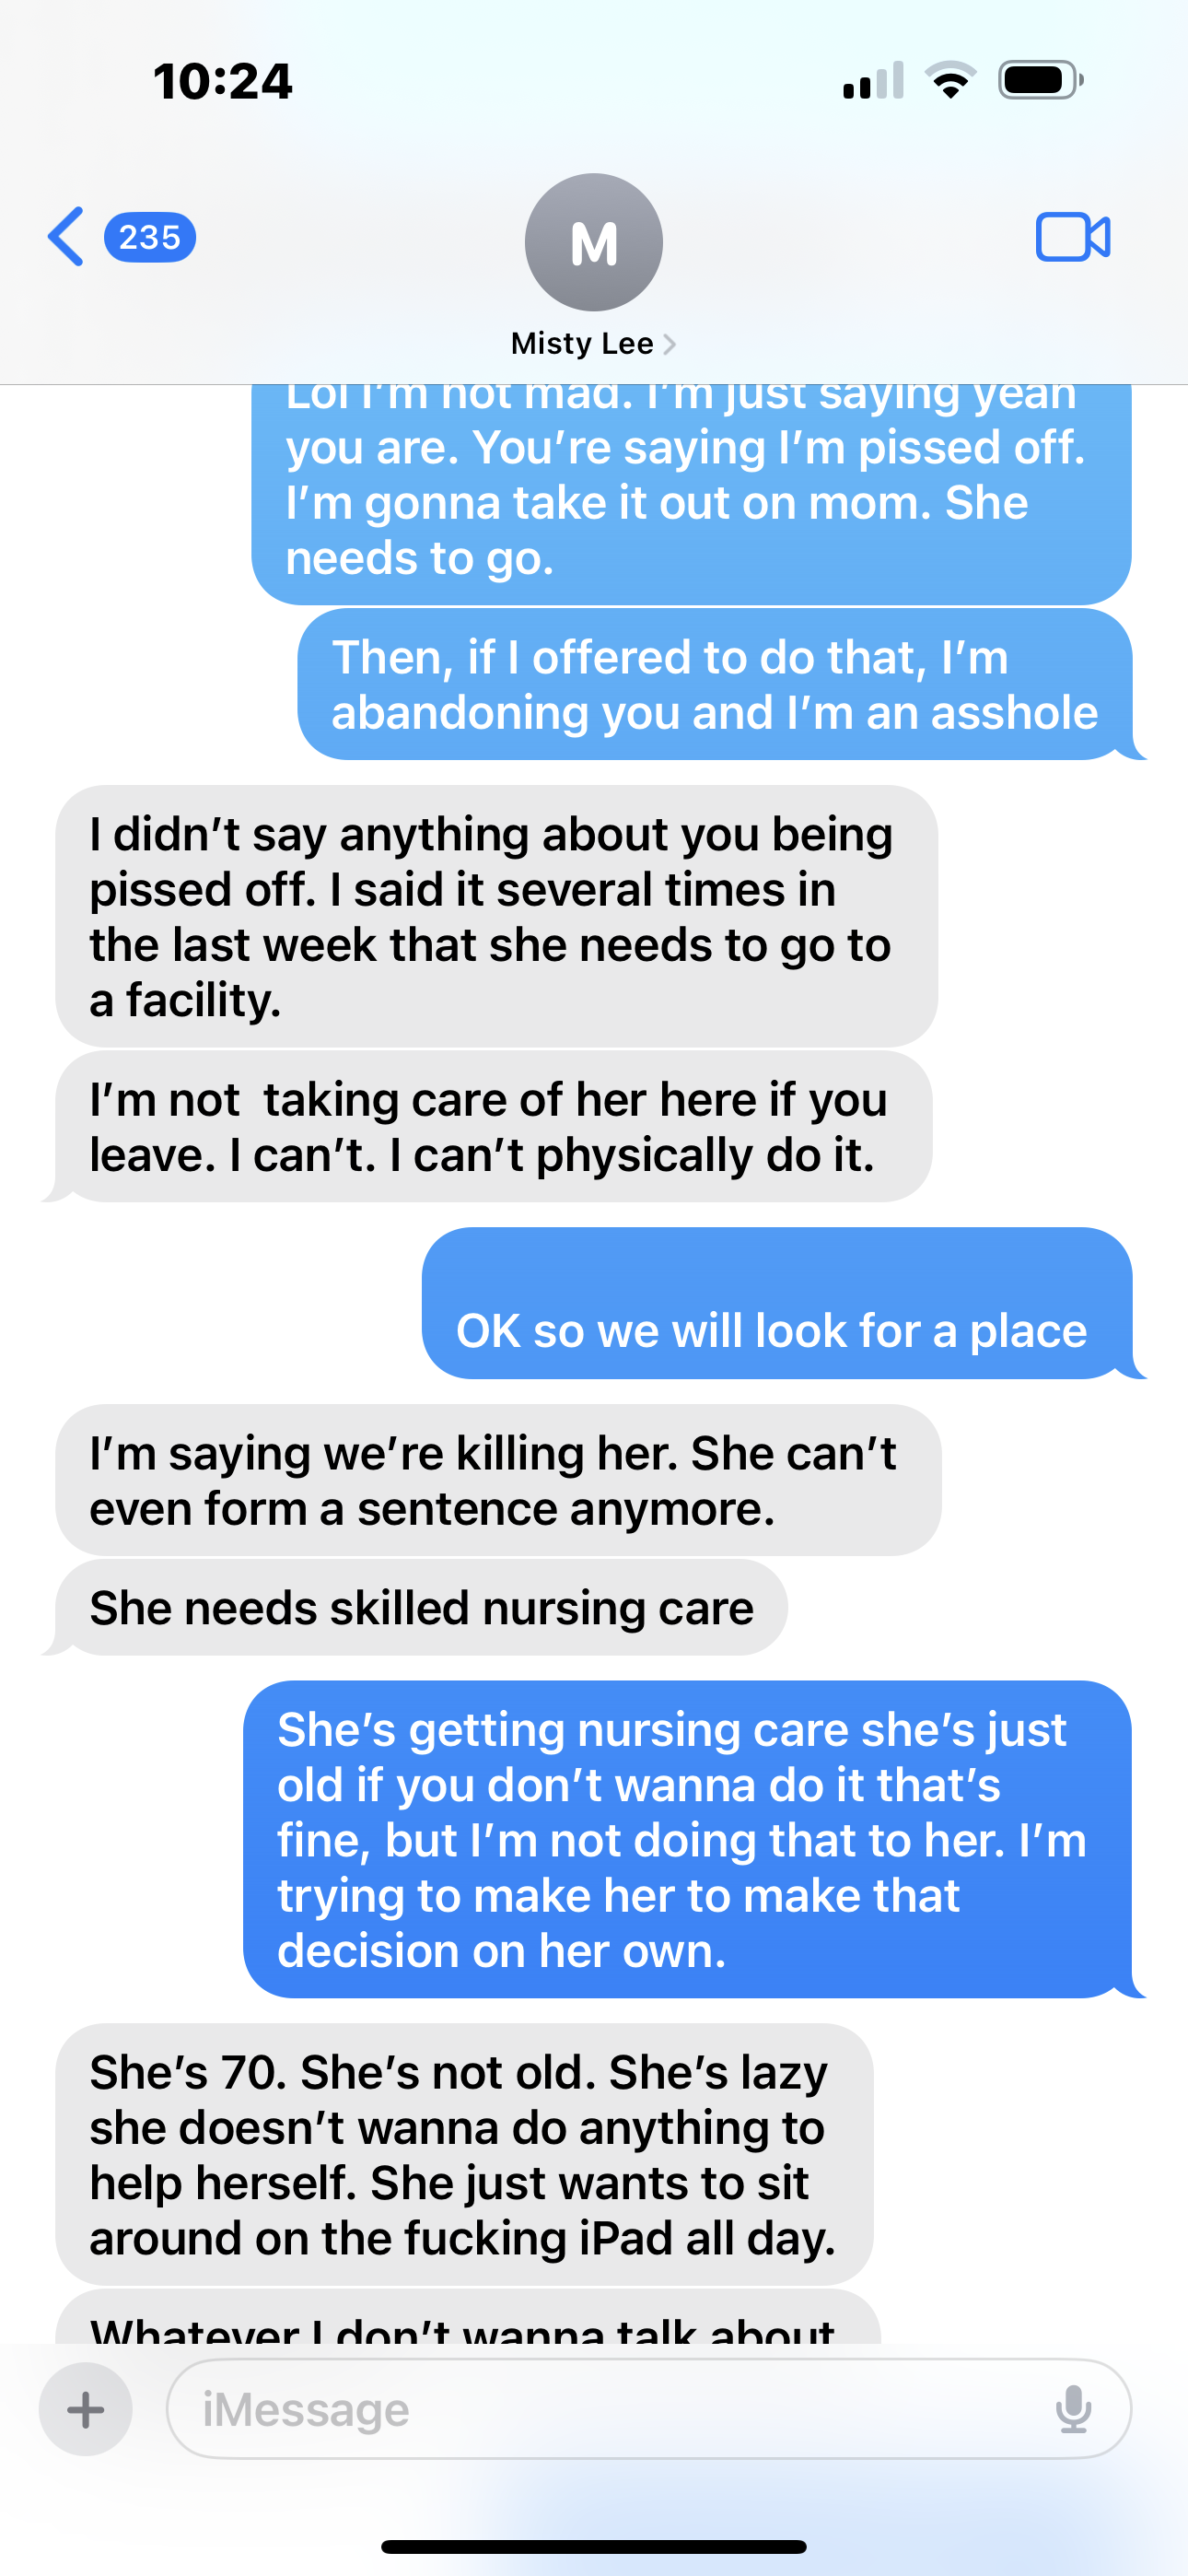 10:24
235
M
Misty Lee
Lol I'm not mad. I'm just saying yeah
you are. You're saying I'm pissed off.
I'm gonna take it out on mom. She
needs to go.
Then, if I offered to do that, I'm
abandoning you and I'm an asshole
I didn't say anything about you being
pissed off. I said it several times in
the last week that she needs to go to
a facility.
I'm not  taking care of her here if you
leave. I can't. I can't physically do it.
OK so we will look for a place
I'm saying we're killing her. She can't
even form a sentence anymore.
She needs skilled nursing care
She's getting nursing care she's just
old if you don't wanna do it that's
fine, but I'm not doing that to her. I'm
trying to make her to make that
decision on her own.
She's 70. She's not old. She's lazy
she doesn't wanna do anything to
help herself. She just wants to sit
around on the fucking iPad all day.
Whatever I don't wanna talk about
iMessage